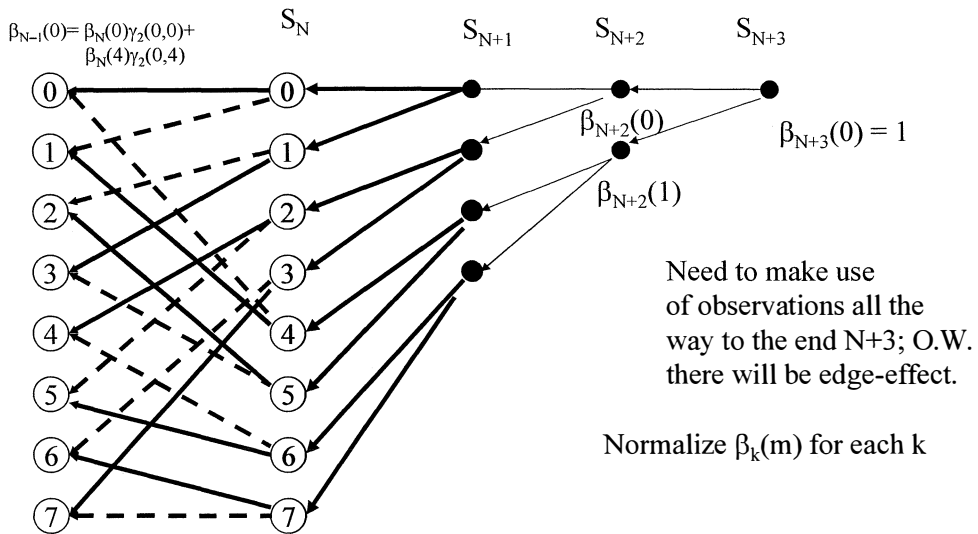 β_{N-1}(0)= β_N(0)γ₂(0,0)+
β_N(4)γ₂(0,4)
S_N
S_{N+1}
S_{N+2}
S_{N+3}
0
0
1
1
2
2
3
3
4
4
5
5
6
6
7
7
β_{N+2}(0)
β_{N+3}(0) = 1
β_{N+2}(1)
Need to make use
of observations all the
way to the end N+3; O.W.
there will be edge-effect.
Normalize β_k(m) for each k